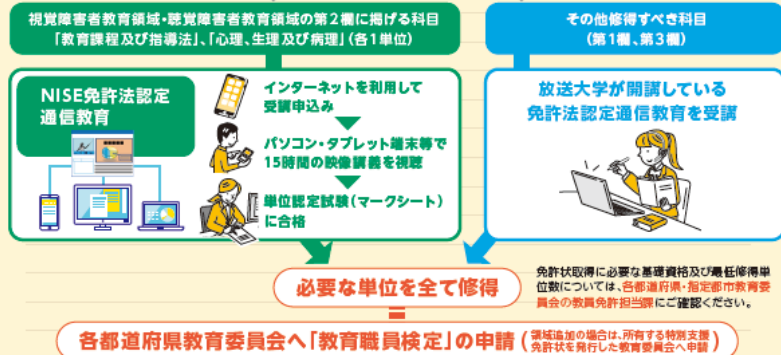 視覚障害者教育領域・聴覚障害者教育領域の第2欄に掲げる科目
「教育課程及び指導法」、「心理、生理及び病理」(各1単位)
その他修得すべき科目
(第1欄、第3欄)
NISE免許法認定
通信教育
インターネットを利用して
受講申込み
パソコン・タブレット端末等で
15時間の映像講義を視聴
単位認定試験(マークシート)
に合格
放送大学が開講している
免許法認定通信教育を受講
必要な単位を全て修得
免許状取得に必要な基礎資格及び最低修得単
位数については、各都道府県・指定都市教育委
員会の教員免許担当課にご確認ください。
各都道府県教育委員会へ「教育職員検定」の申請
(領域追加の場合は、所有する特別支援
免許状を発行した教育委員会へ申請)